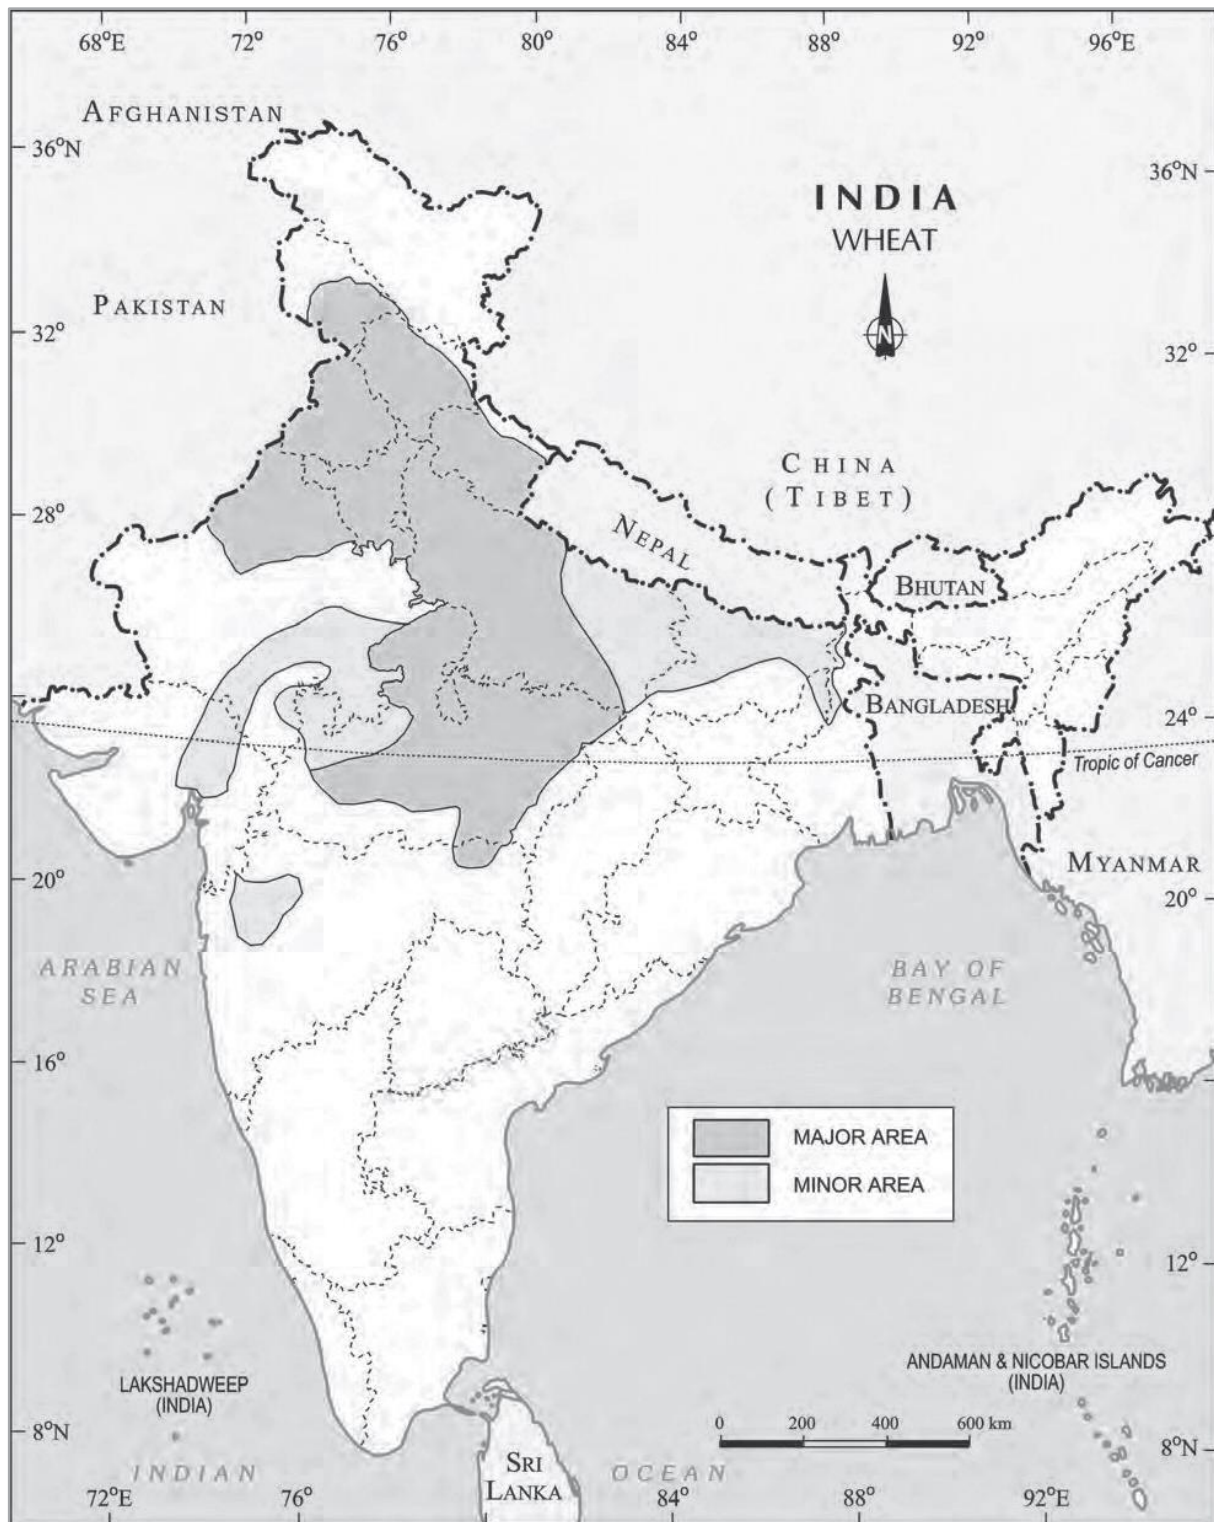 68°E 72° 76° 80° 84° 88° 92° 96°E
AFGHANISTAN
36°N
36°N
INDIA
WHEAT
PAKISTAN
N
32°
32°
CHINA
(TIBET)
28°
28°
NEPAL
BHUTAN
BANGLADESH
24°
24°
Tropic of Cancer
MYANMAR
20°
20°
ARABIAN
SEA
BAY OF
BENGAL
16°
MAJOR AREA
MINOR AREA
12°
12°
LAKSHADWEEP
(INDIA)
ANDAMAN & NICOBAR ISLANDS
(INDIA)
0 200 400 600 km
8°N
8°N
SRI
LANKA
INDIAN OCEAN
72°E 76° 80° 84° 88° 92°E